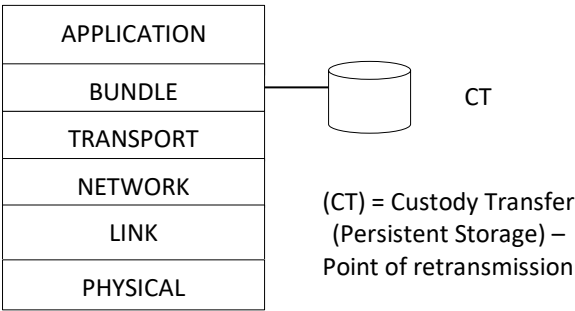 APPLICATION
BUNDLE
TRANSPORT
NETWORK
LINK
PHYSICAL
CT
(CT) = Custody Transfer
(Persistent Storage) –
Point of retransmission